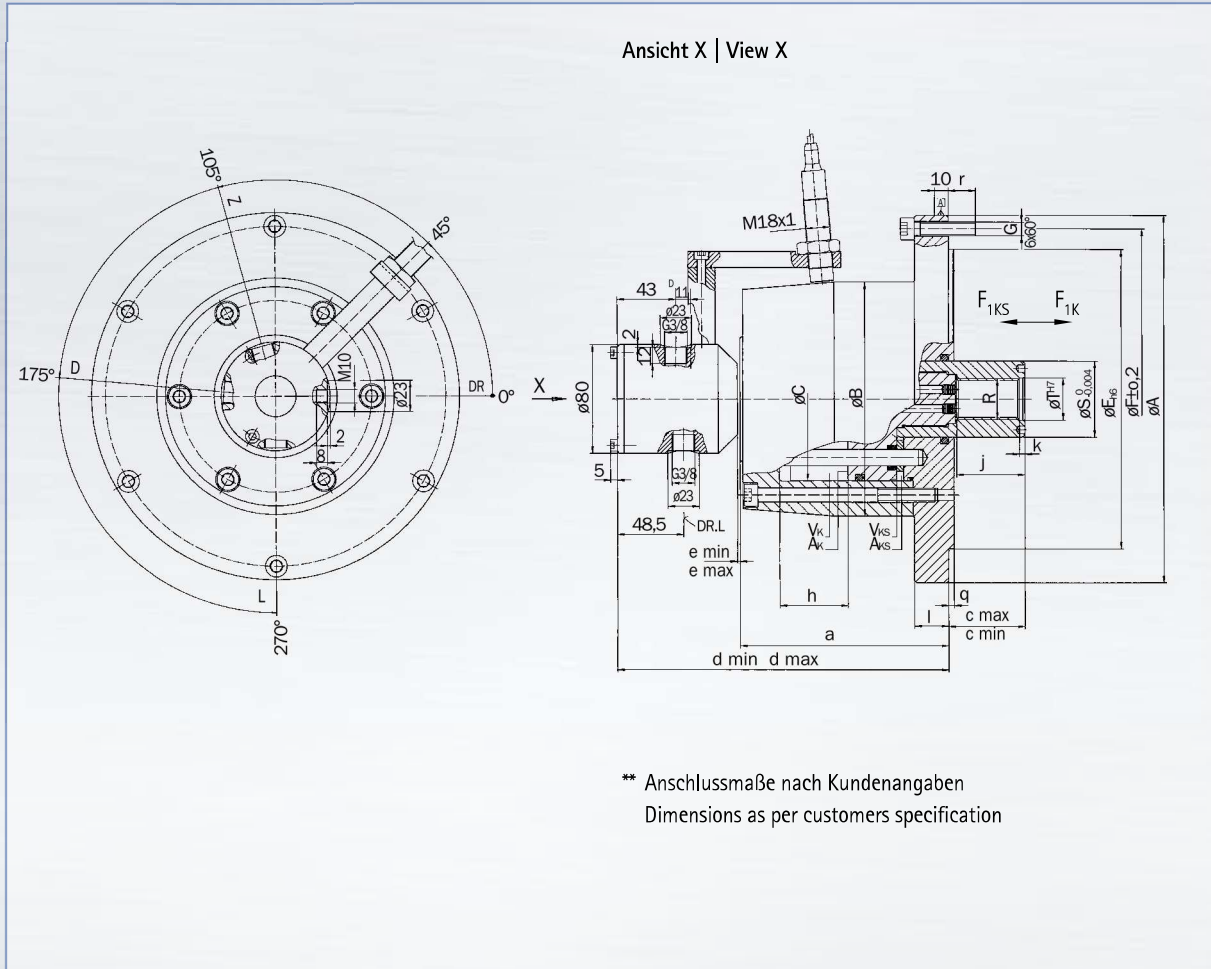 Ansicht X | View X
105°
Z
45°
175°
D
M10
ø23
DR
0°
2
8
L
270°
X
M18x1
10
r
A
G
6x60°
43
D
11
ø23
G3/8
2
12
ø80
5
G3/8
ø23
48,5
DR.L
e min
e max
øC
øB
F1KS
F1K
R
øTH7
øS 0 -0,004
øEh6
øF±0,2
øA
k
j
VK
AK
VKS
AKS
h
q
l
c max
c min
a
d min d max
** Anschlussmaße nach Kundenangaben
Dimensions as per customers specification